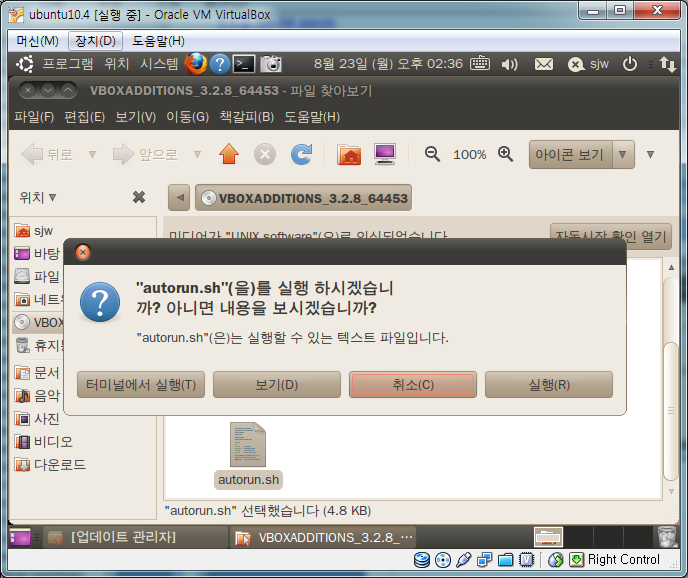 ubuntu10.4 [실행 중] - Oracle VM VirtualBox
머신(M) 장치(D) 도움말(H)
프로그램 위치 시스템 8월 23일 (월) 오후 02:36 sjw
VBOXADDITIONS_3.2.8_64453 - 파일 찾아보기
파일(F) 편집(E) 보기(V) 이동(G) 책갈피(B) 도움말(H)
뒤로 앞으로 100% 아이콘 보기
위치 VBOXADDITIONS_3.2.8_64453
sjw
미디어가 "UNIX software"(으)로 인식되었습니다
자동시작 확인 열기
바탕
파일
네트워
VBO
휴지통
"autorun.sh"(을)를 실행 하시겠습니
까? 아니면 내용을 보시겠습니까?
"autorun.sh"(은)는 실행할 수 있는 텍스트 파일입니다.
터미널에서 실행(T) 보기(D) 취소(C) 실행(R)
문서
음악
사진
비디오
다운로드
autorun.sh
"autorun.sh" 선택했습니다 (4.8 KB)
[업데이트 관리자] VBOXADDITIONS_3.2.8_...
Right Control